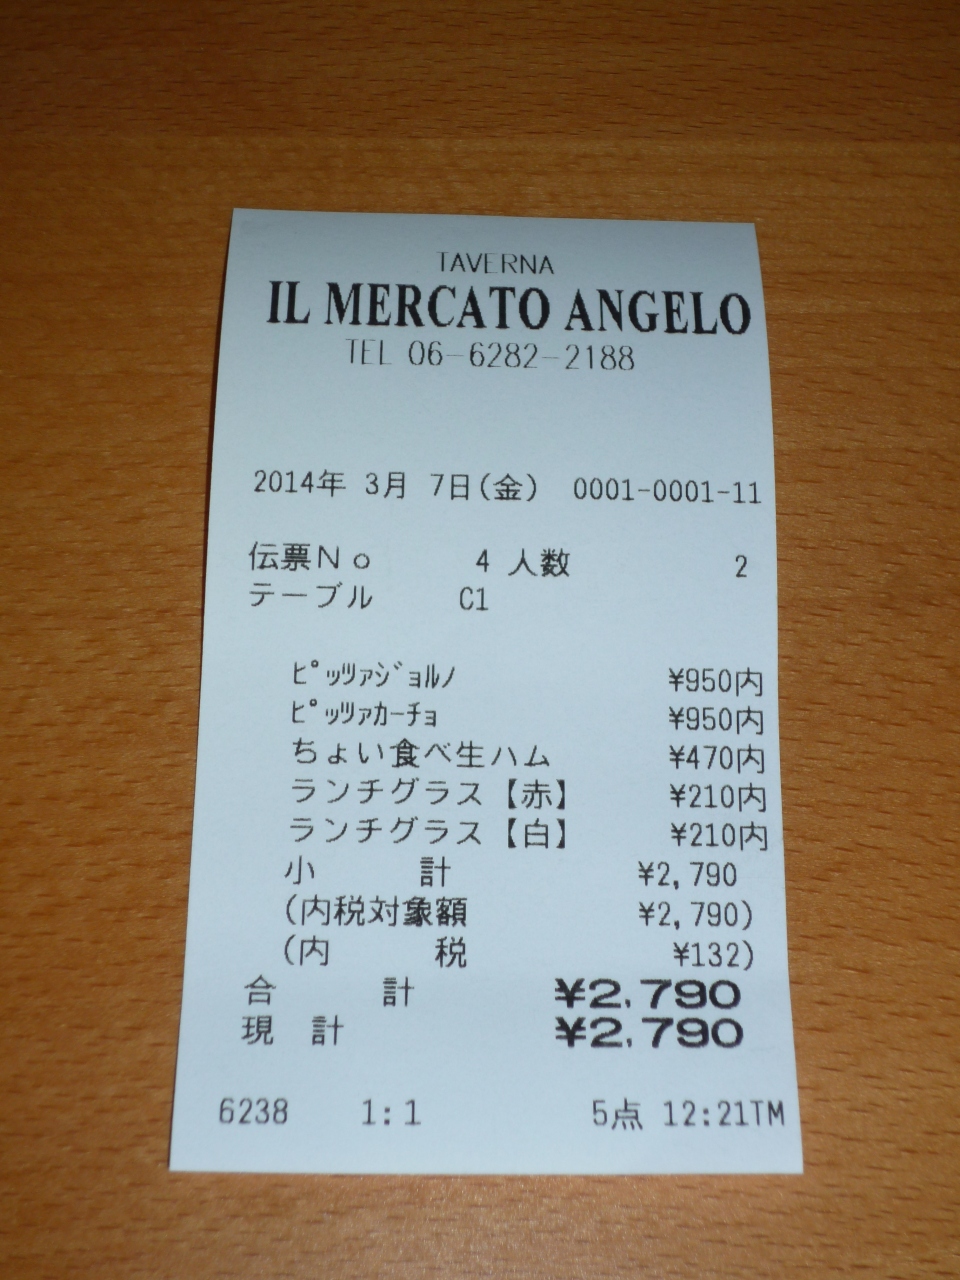 TAVERNA
IL MERCATO ANGELO
TEL 06-6282-2188
2014年 3月 7日(金) 0001-0001-11
伝票No 4 人数 2
テーブル C1
ピッツァジョルノ ¥950内
ピッツァカーチョ ¥950内
ちょい食べ生ハム ¥470内
ランチグラス【赤】 ¥210内
ランチグラス【白】 ¥210内
小 計 ¥2,790
(内税対象額 ¥2,790)
(内 税 ¥132)
合 計 ¥2,790
現 計 ¥2,790
6238 1:1 5点 12:21TM